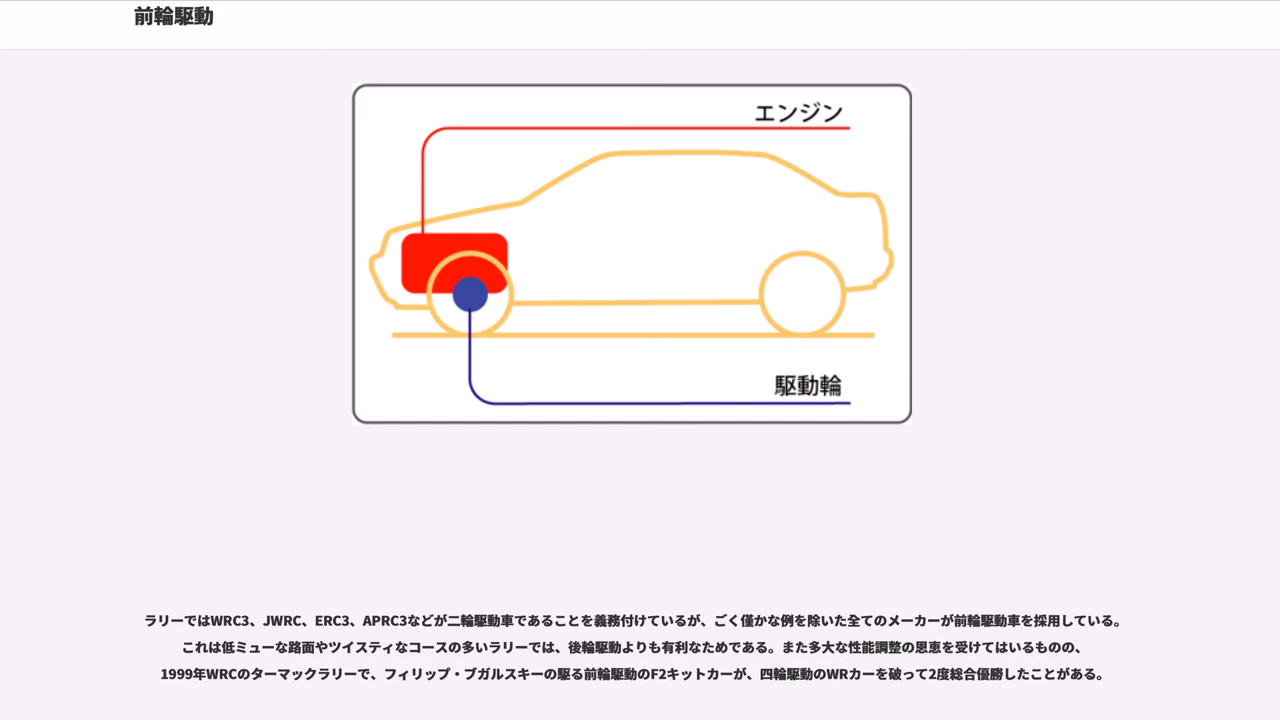 前輪駆動
エンジン
駆動輪
ラリーではWRC3、JWRC、ERC3、APRC3などが二輪駆動車であることを義務付けているが、ごく僅かな例を除いた全てのメーカーが前輪駆動車を採用している。
これは低ミューな路面やツイスティなコースの多いラリーでは、後輪駆動よりも有利なためである。また多大な性能調整の恩恵を受けてはいるものの、
1999年WRCのターマックラリーで、フィリップ・ブガルスキーの駆る前輪駆動のF2キットカーが、四輪駆動のWRカーを破って2度総合優勝したことがある。